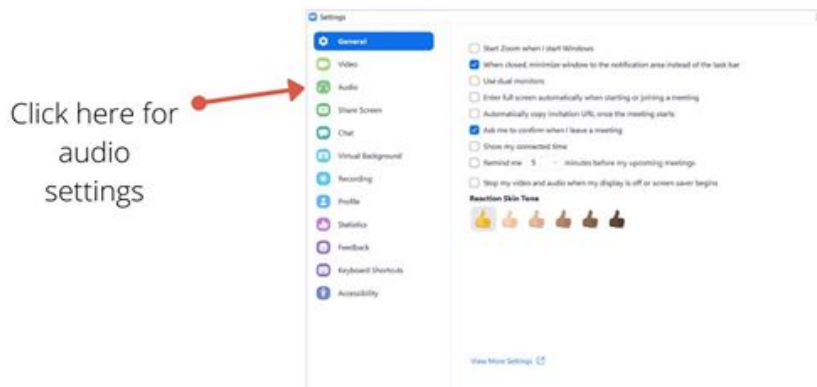 Settings
General
Video
Audio
Share Screen
Chat
Virtual Background
Recording
Profile
Statistics
Feedback
Keyboard Shortcuts
Accessibility
Click here for
audio
settings
Start Zoom when I start Windows
When closed, minimize window to the notification area instead of the task bar
Use dual monitors
Enter full screen automatically when starting or joining a meeting
Automatically copy invitation URL once the meeting starts
Ask me to confirm when I leave a meeting
Show my connected time
Remind me 5 minutes before my upcoming meetings
Stop my video and audio when my display is off or screen saver begins
Reaction Skin Tone
View More Settings